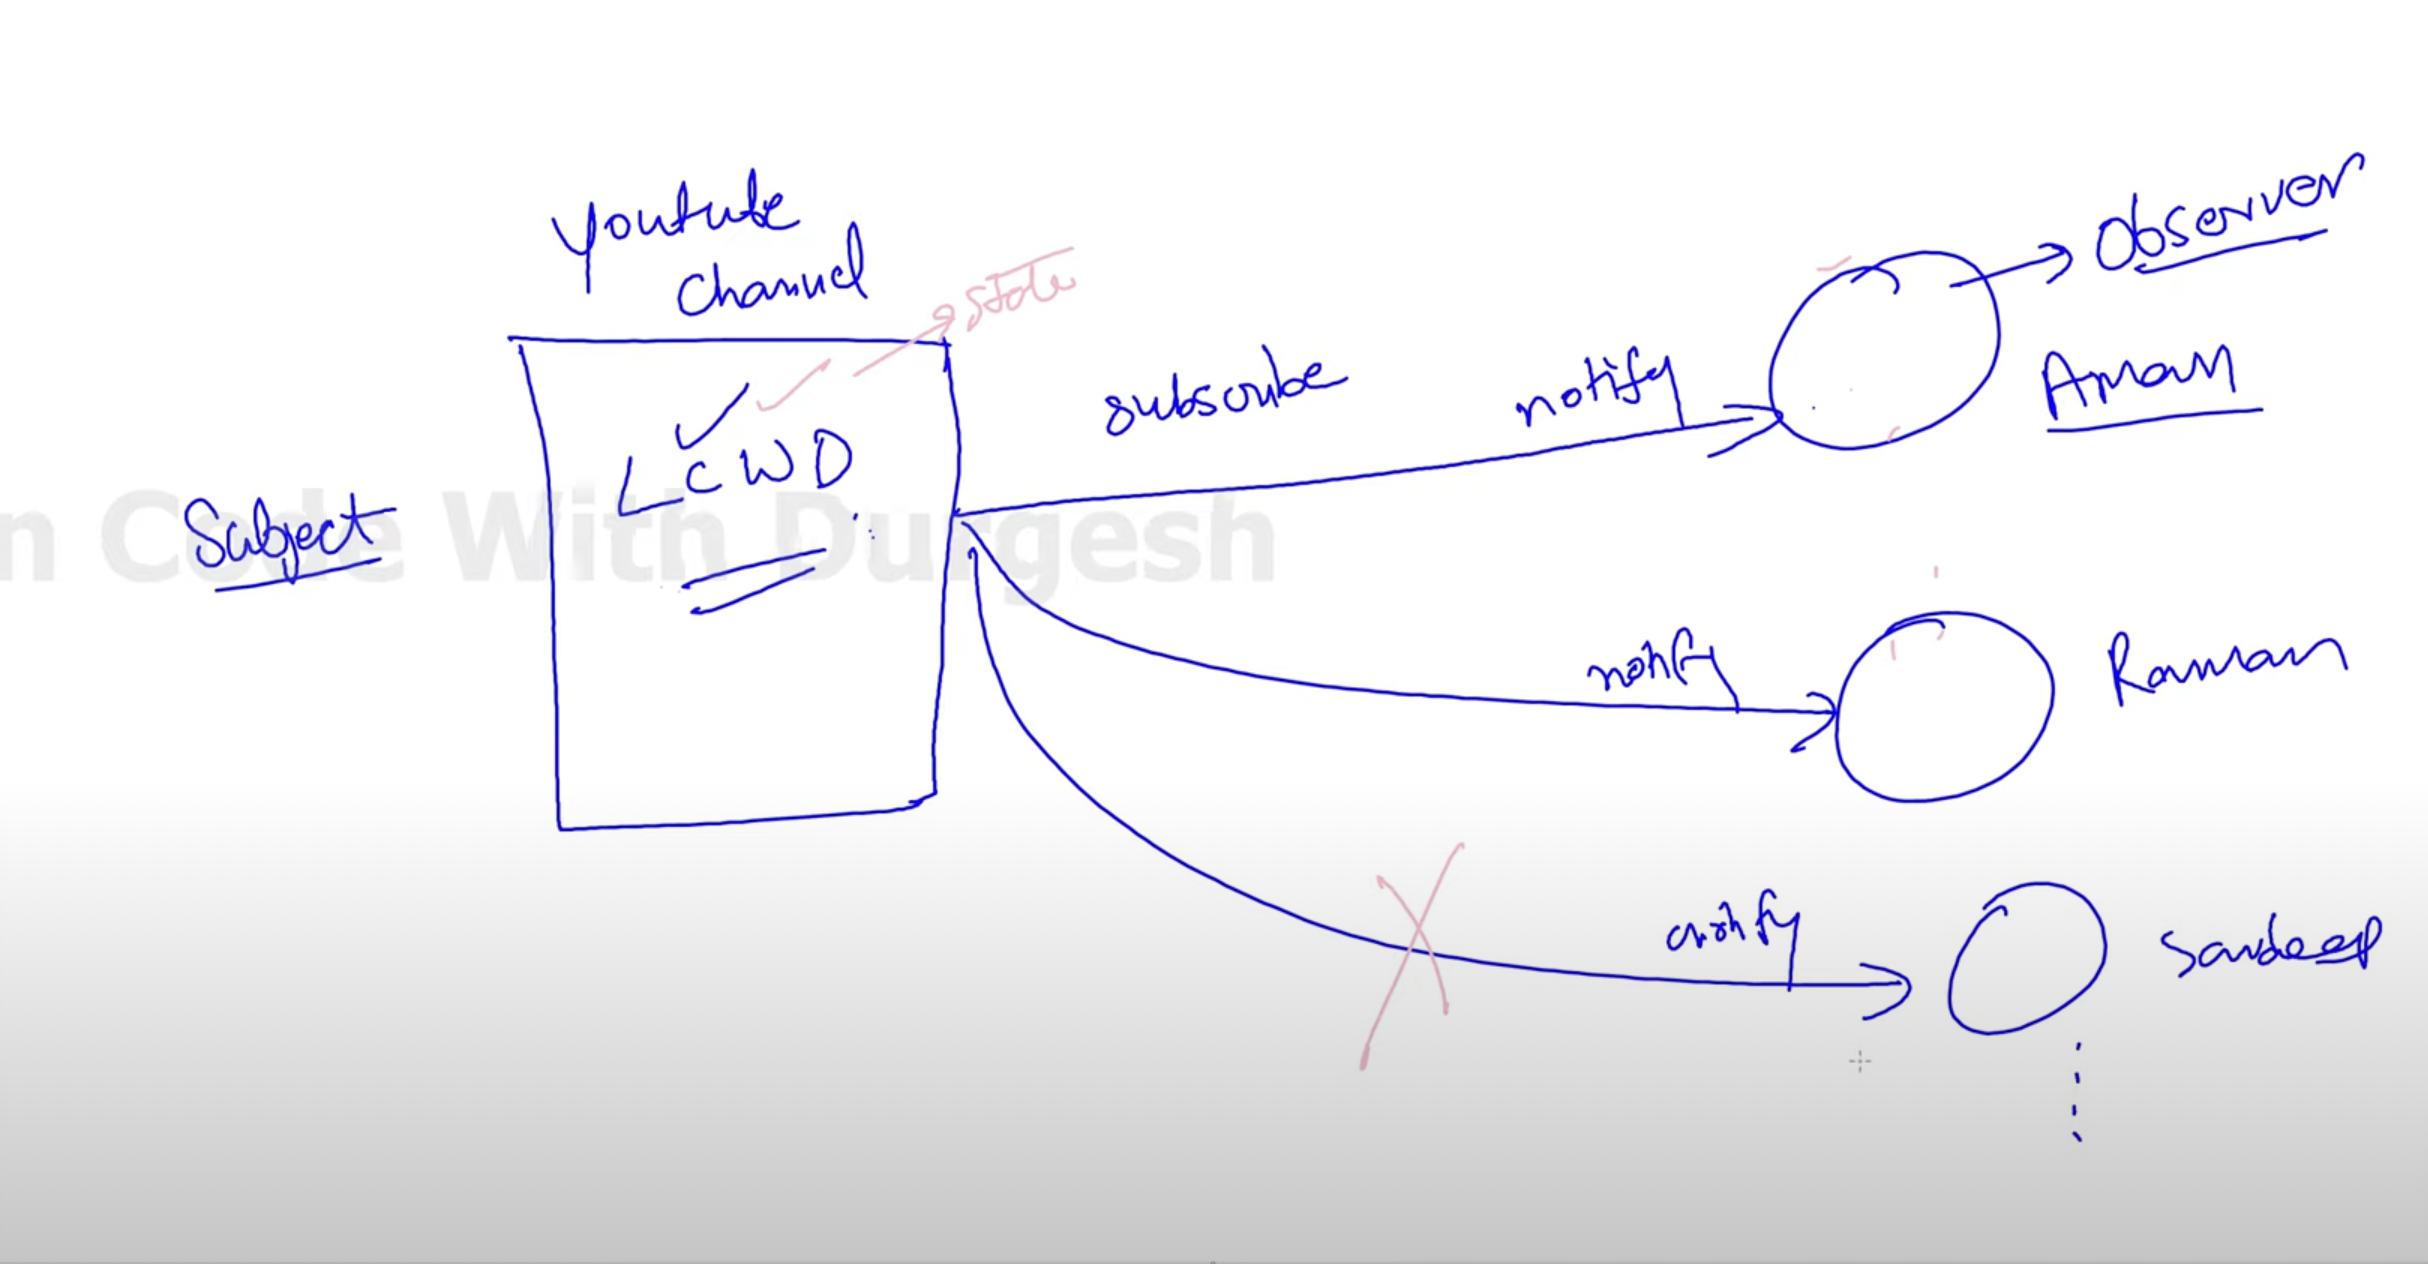 Youtube
Channel
state
Observer
subscribe
notify
Aman
LCWD
n Code With Durgesh
Subject
notify
Raman
notify
Sandeep